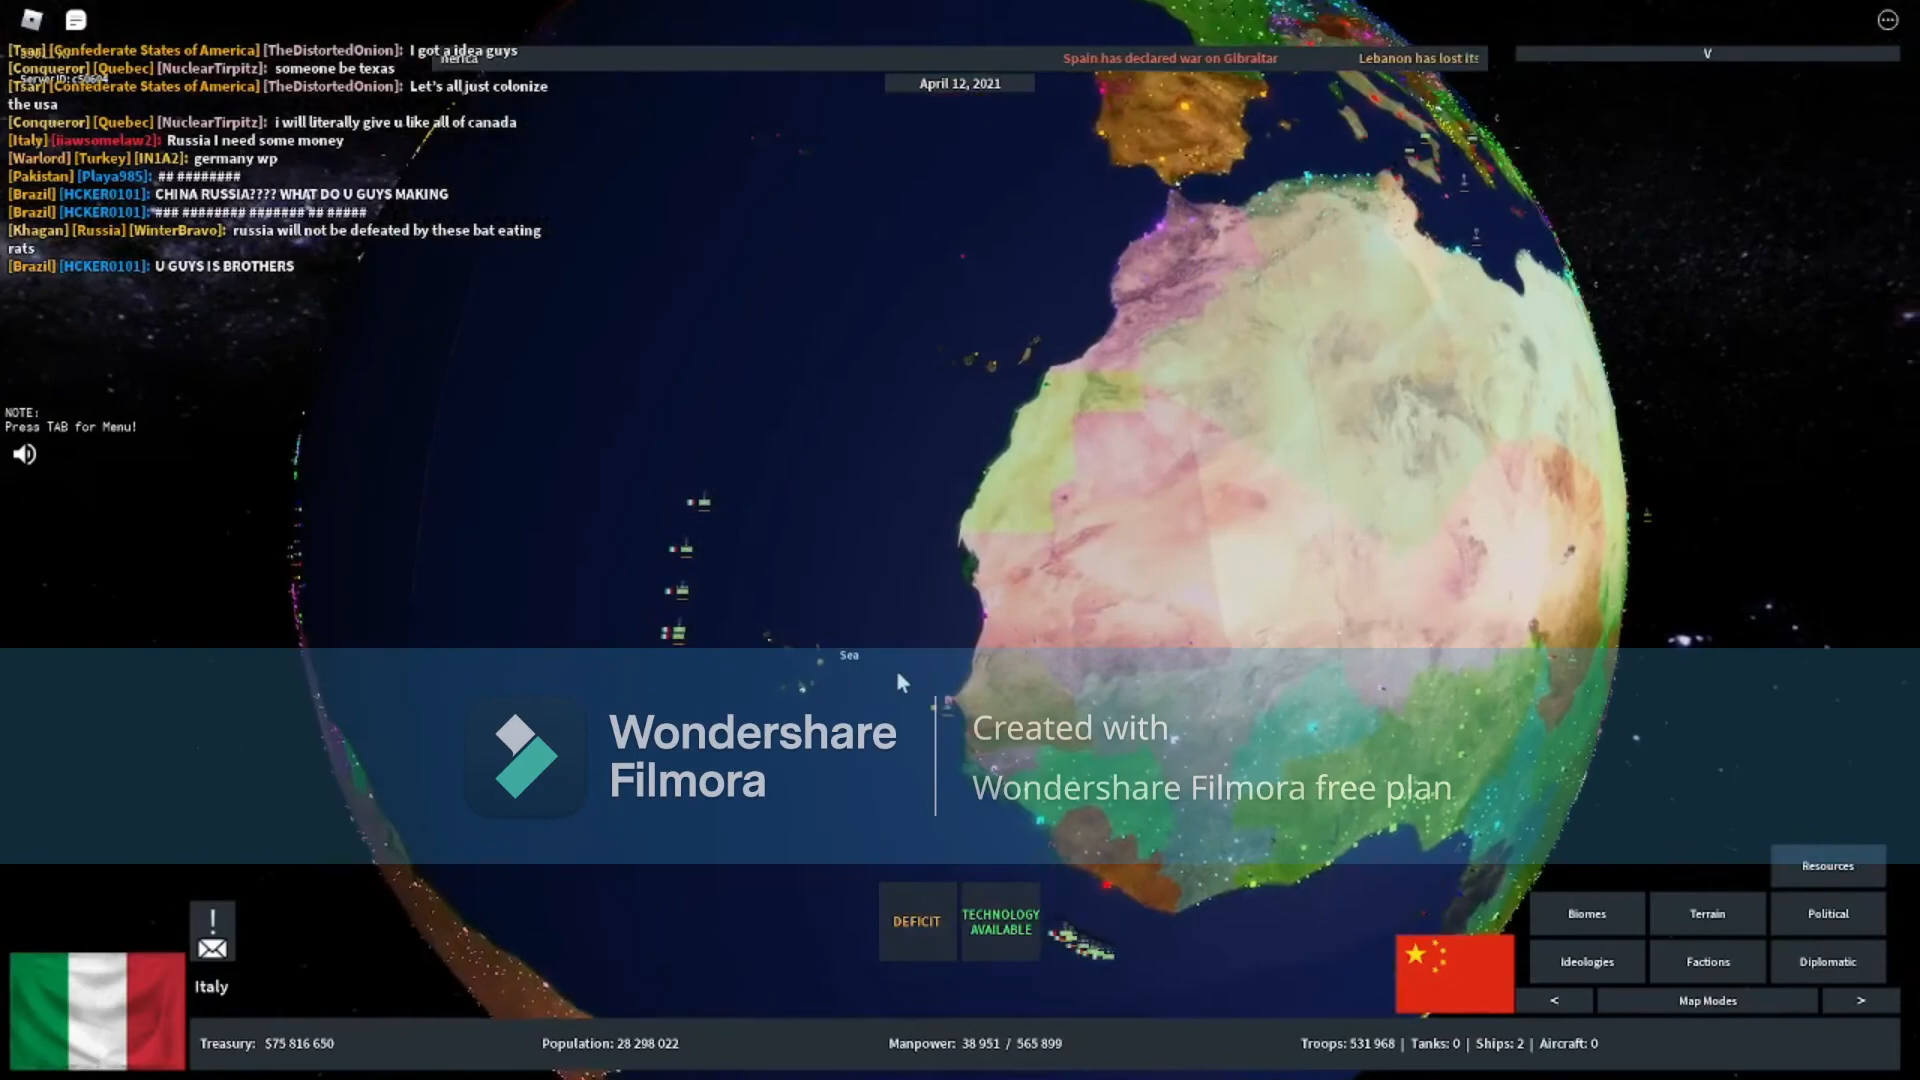 [Tsar] [Confederate States of America] [TheDistortedOnion]: I got a idea guys
[Conqueror] [Quebec] [NuclearTirpitz]: someone be texas
Server ID: c50604
[Tsar] [Confederate States of America] [TheDistortedOnion]: Let's all just colonize
the usa
[Conqueror] [Quebec] [NuclearTirpitz]: i will literally give u like all of canada
[Italy] [iiawsomelaw2]: Russia I need some money
[Warlord] [Turkey] [IN1A2]: germany wp
[Pakistan] [Playa985]: ## ########
[Brazil] [HCKER0101]: CHINA RUSSIA???? WHAT DO U GUYS MAKING
[Brazil] [HCKER0101]: ### ######## ####### ## #####
[Khagan] [Russia] [WinterBravo]: russia will not be defeated by these bat eating
rats
[Brazil] [HCKER0101]: U GUYS IS BROTHERS
nerica Spain has declared war on Gibraltar Lebanon has lost its
V
April 12, 2021
NOTE:
Press TAB for Menu!
Sea
Wondershare
Filmora
Created with
Wondershare Filmora free plan
DEFICIT
TECHNOLOGY
AVAILABLE
Resources
Biomes Terrain Political
Ideologies Factions Diplomatic
< Map Modes >
!
Italy
Treasury: $75 816 650 Population: 28 298 022 Manpower: 38 951 / 565 899 Troops: 531 968 | Tanks: 0 | Ships: 2 | Aircraft: 0